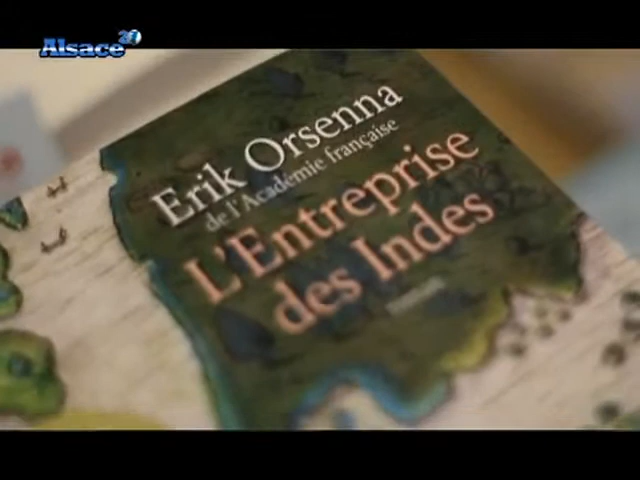 Alsace 20
Erik Orsenna
de l'Académie française
L'Entreprise
des Indes